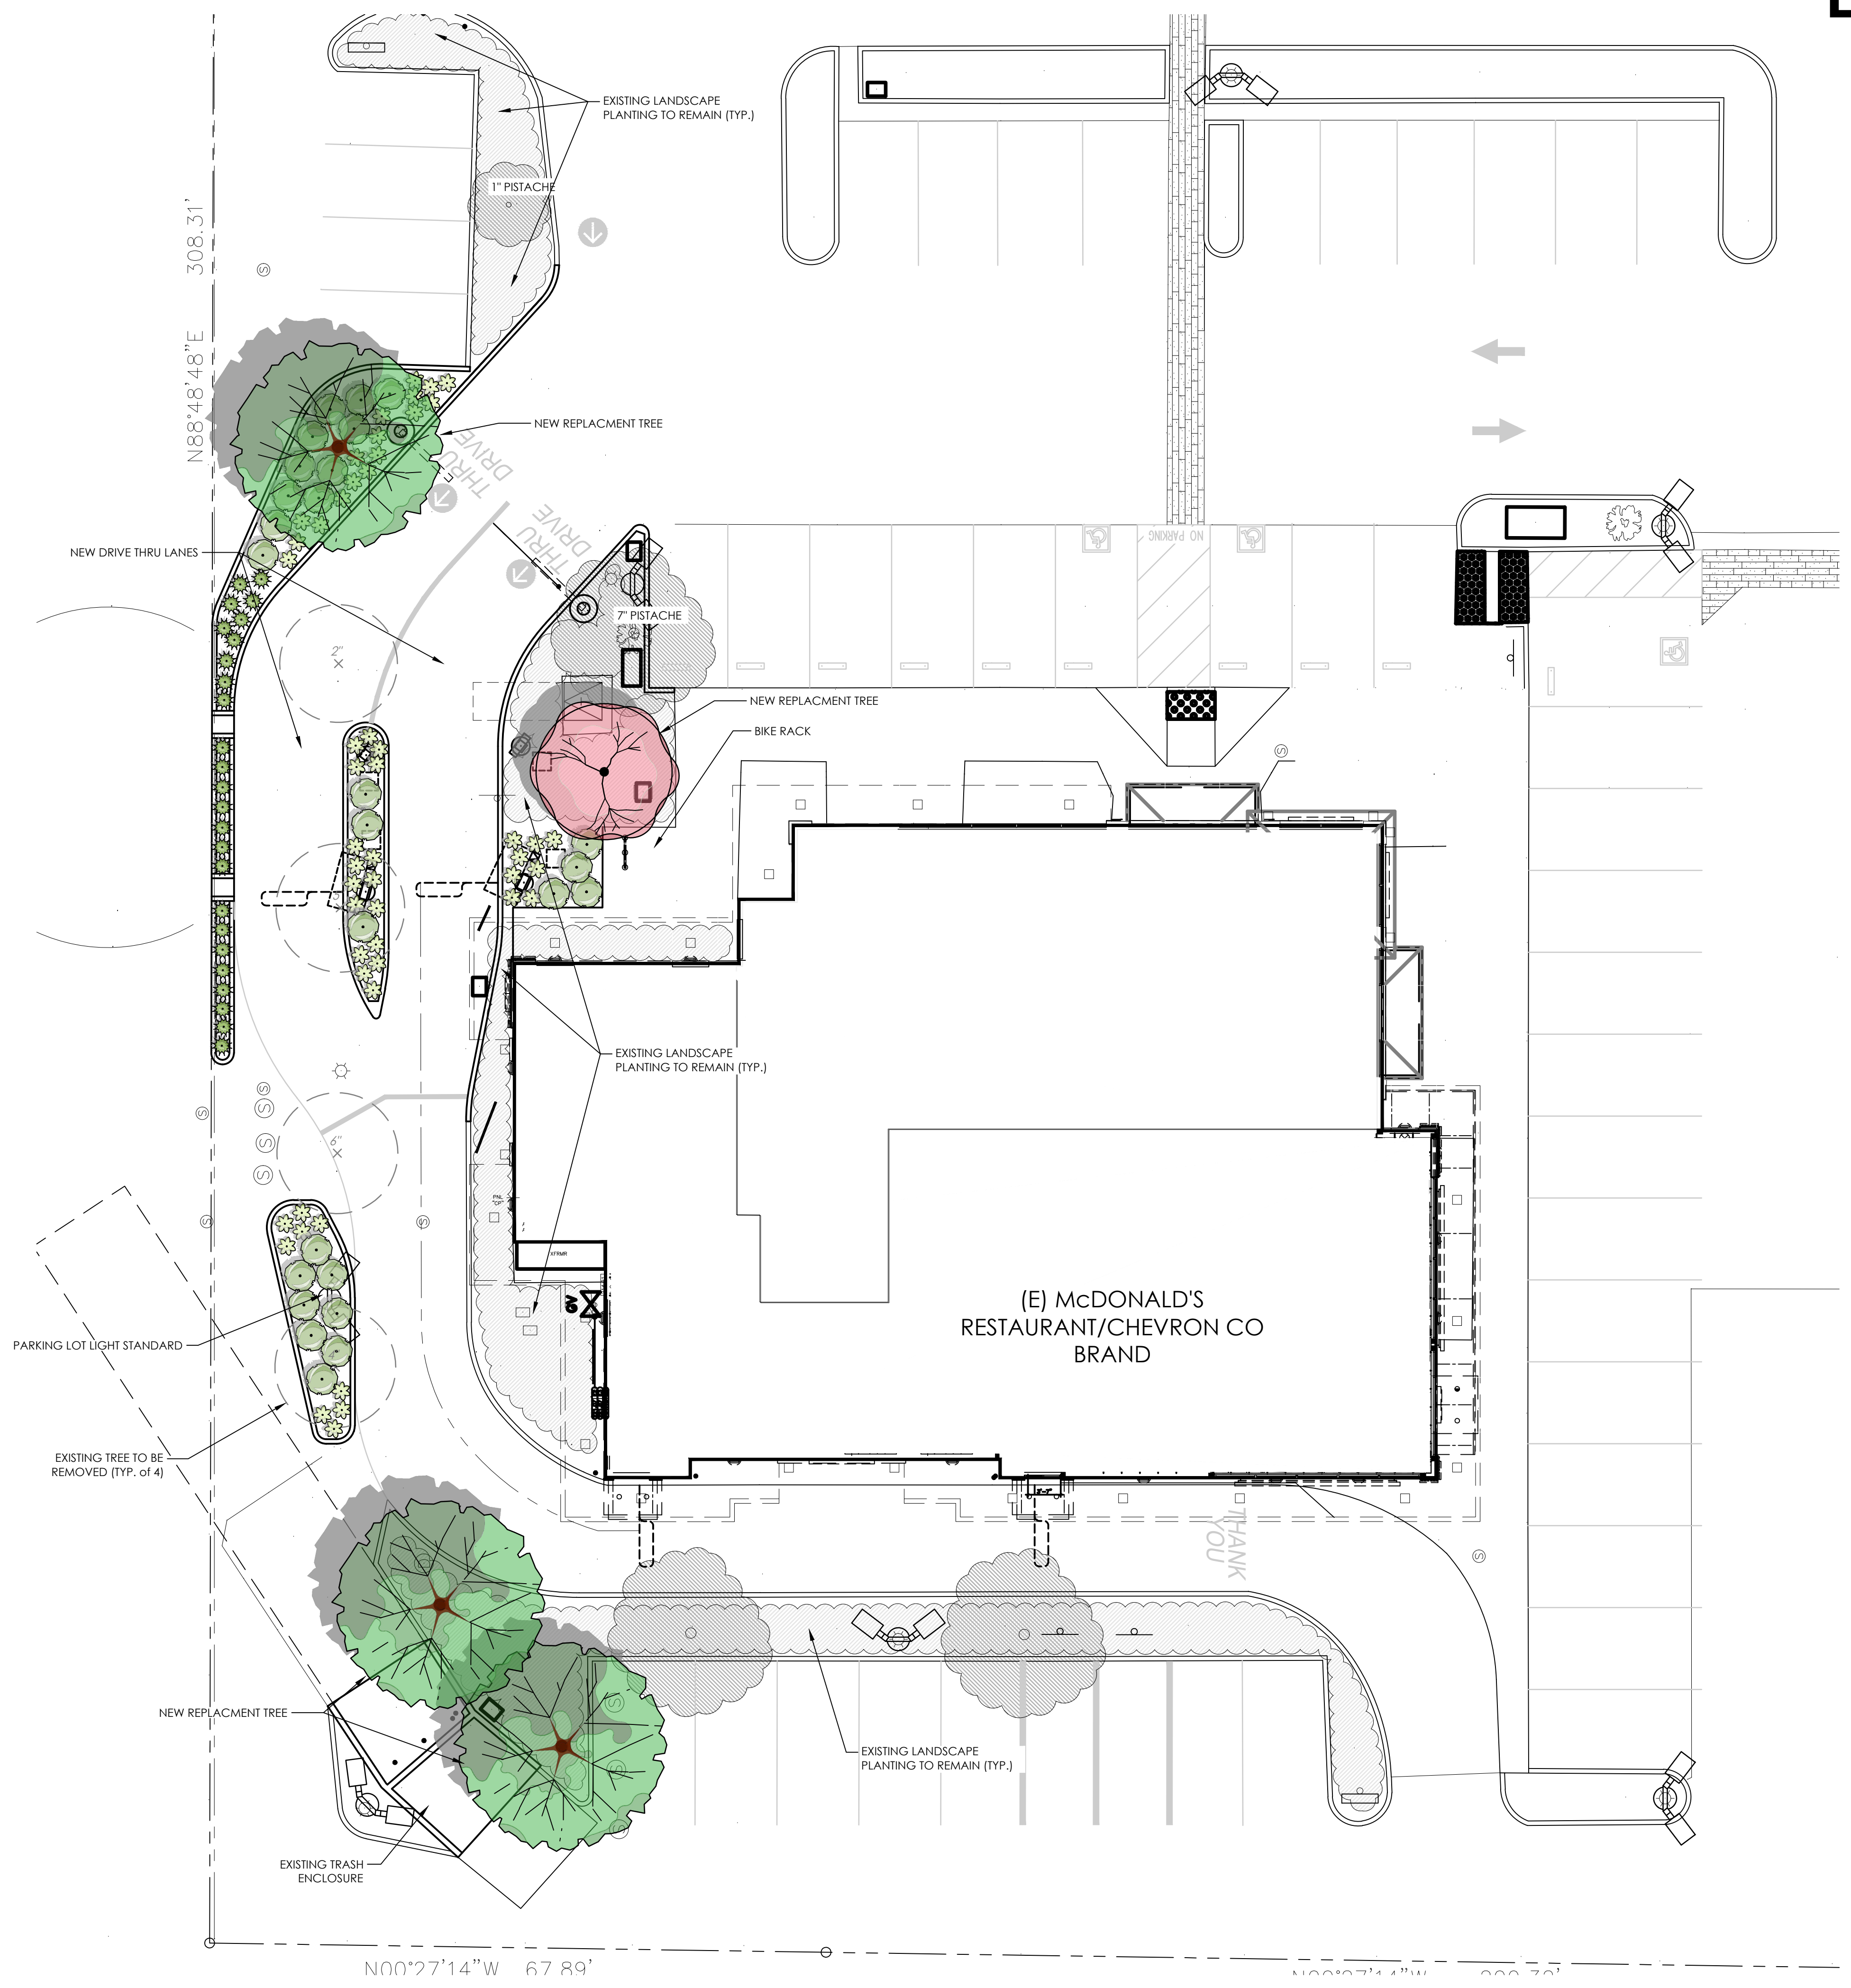 EXISTING LANDSCAPE
PLANTING TO REMAIN (TYP.)
1" PISTACHE
N88°48'48"E 308.31'
NEW REPLACMENT TREE
DRIVE
THRU
DRIVE
THRU
NO PARKING
NEW DRIVE THRU LANES
7" PISTACHE
2"
NEW REPLACMENT TREE
BIKE RACK
S
EXISTING LANDSCAPE
PLANTING TO REMAIN (TYP.)
6"
PNL
"CP"
XFRMR
GV
(E) McDONALD'S
RESTAURANT/CHEVRON CO
BRAND
PARKING LOT LIGHT STANDARD
EXISTING TREE TO BE
REMOVED (TYP. of 4)
THANK
YOU
NEW REPLACMENT TREE
EXISTING LANDSCAPE
PLANTING TO REMAIN (TYP.)
EXISTING TRASH
ENCLOSURE
N00°27'14"W 67.89'